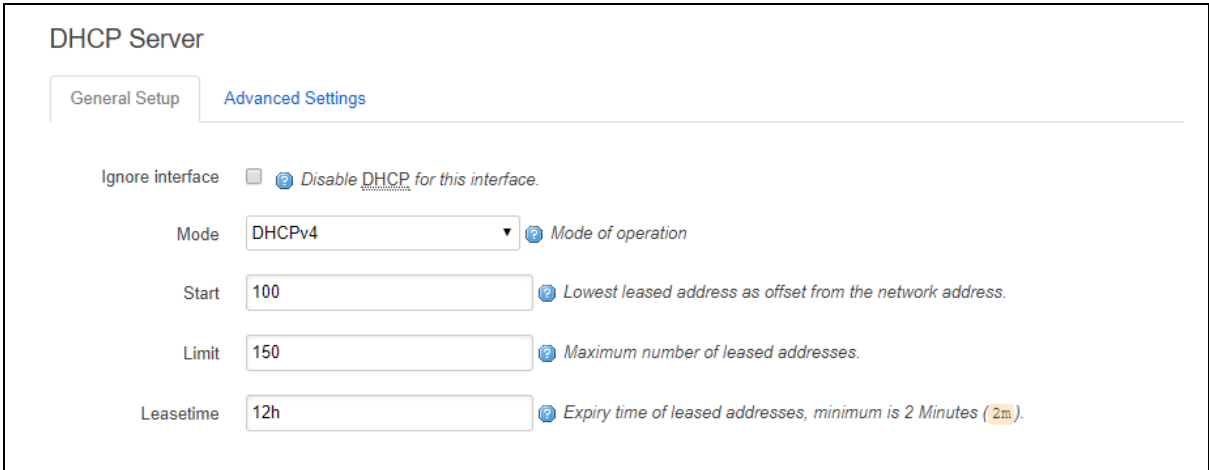 DHCP Server
General Setup Advanced Settings
Ignore interface Disable DHCP for this interface.
Mode DHCPv4 Mode of operation
Start 100 Lowest leased address as offset from the network address.
Limit 150 Maximum number of leased addresses.
Leasetime 12h Expiry time of leased addresses, minimum is 2 Minutes (2m).